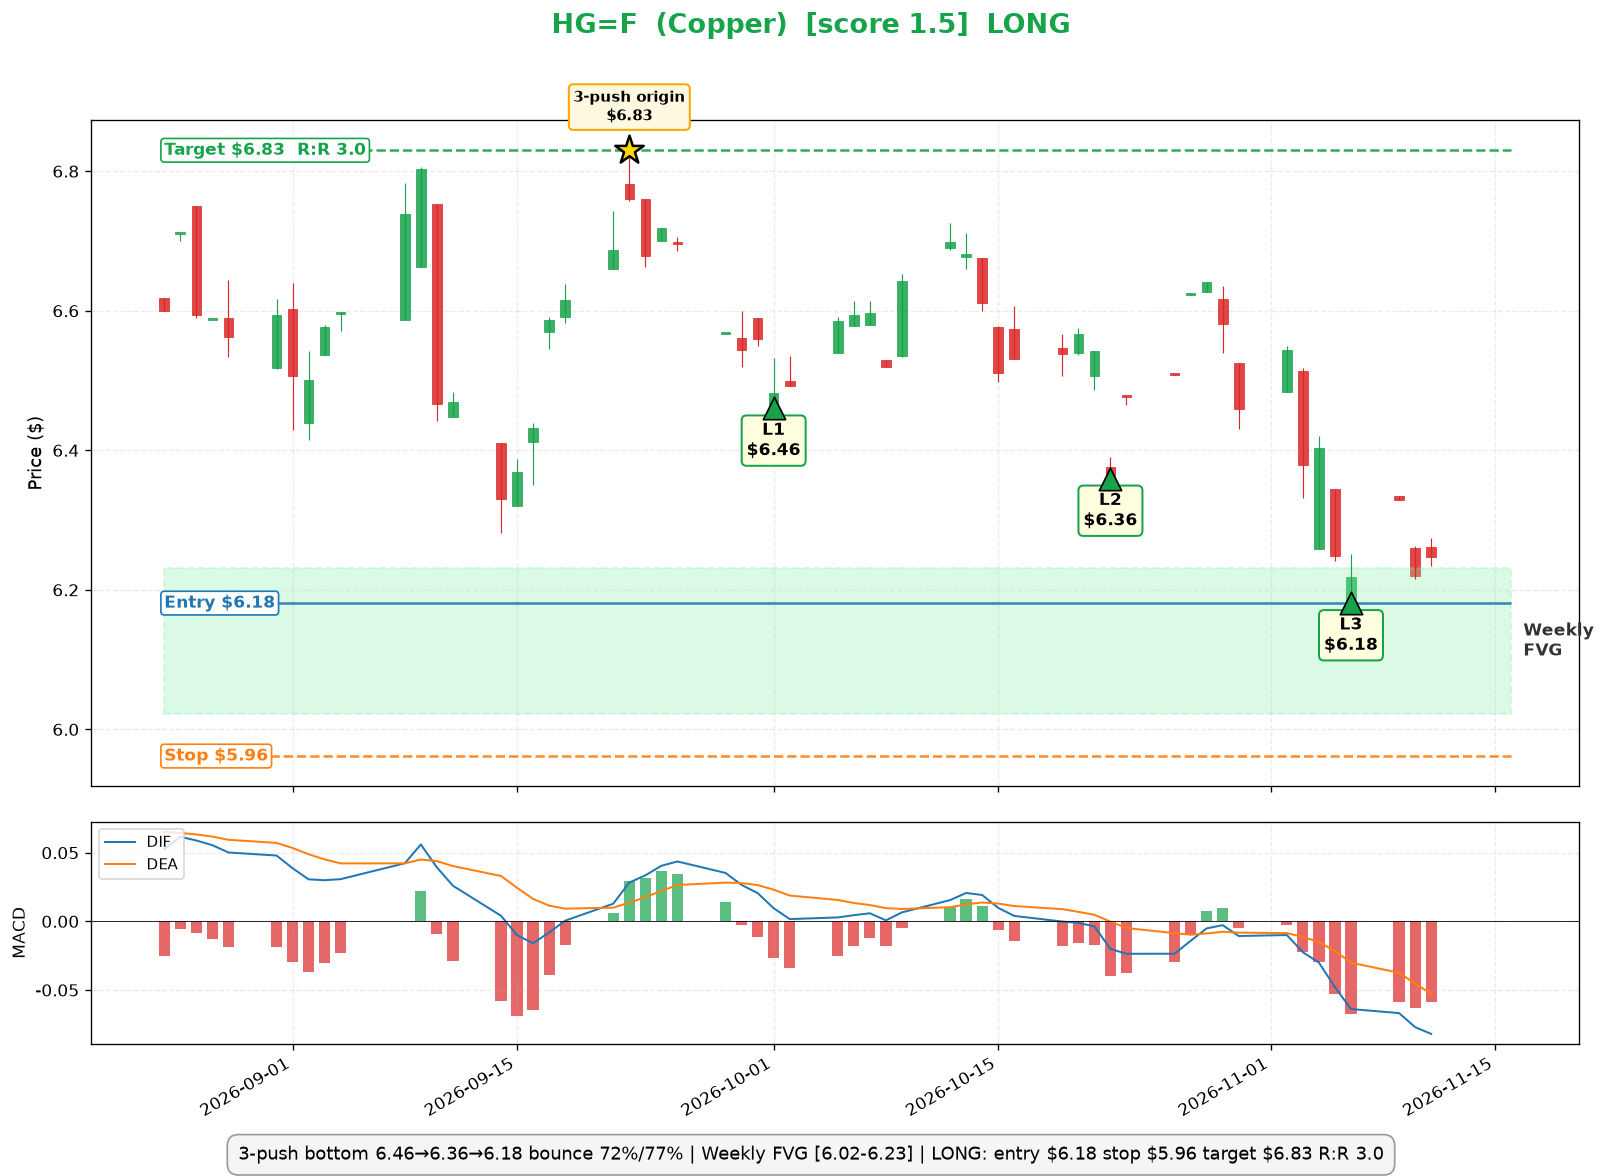 HG=F (Copper) [score 1.5] LONG
3-push origin
$6.83
Target $6.83 R:R 3.0
6.8
6.6
6.4
6.2
6.0
Price ($)
L1
$6.46
L2
$6.36
Entry $6.18
L3
$6.18
Weekly
FVG
Stop $5.96
DIF
DEA
0.05
0.00
-0.05
MACD
2026-09-01
2026-09-15
2026-10-01
2026-10-15
2026-11-01
2026-11-15
3-push bottom 6.46→6.36→6.18 bounce 72%/77% | Weekly FVG [6.02-6.23] | LONG: entry $6.18 stop $5.96 target $6.83 R:R 3.0